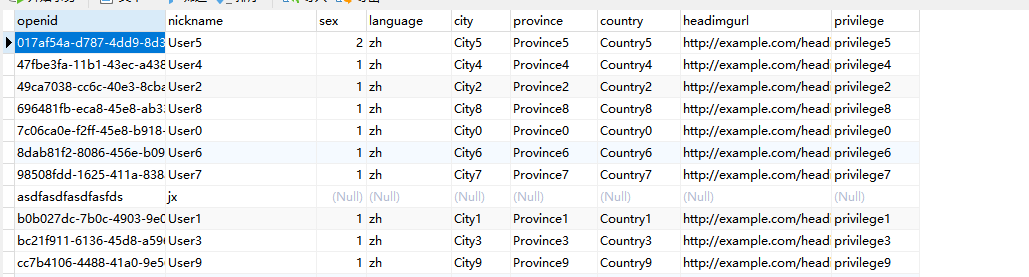 openid nickname sex language city province country headimgurl privilege
017af54a-d787-4dd9-8d3 User5 2 zh City5 Province5 Country5 http://example.com/head privilege5
47fbe3fa-11b1-43ec-a438 User4 1 zh City4 Province4 Country4 http://example.com/head privilege4
49ca7038-cc6c-40e3-8cba User2 1 zh City2 Province2 Country2 http://example.com/head privilege2
696481fb-eca8-45e8-ab33 User8 1 zh City8 Province8 Country8 http://example.com/head privilege8
7c06ca0e-f2ff-45e8-b918- User0 1 zh City0 Province0 Country0 http://example.com/head privilege0
8dab81f2-8086-456e-b09 User6 1 zh City6 Province6 Country6 http://example.com/head privilege6
98508fdd-1625-411a-838 User7 1 zh City7 Province7 Country7 http://example.com/head privilege7
asdfasdfasdfasfds jx (Null) (Null) (Null) (Null) (Null) (Null) (Null)
b0b027dc-7b0c-4903-9e0 User1 1 zh City1 Province1 Country1 http://example.com/head privilege1
bc21f911-6136-45d8-a596 User3 1 zh City3 Province3 Country3 http://example.com/head privilege3
cc7b4106-4488-41a0-9e5 User9 1 zh City9 Province9 Country9 http://example.com/head privilege9